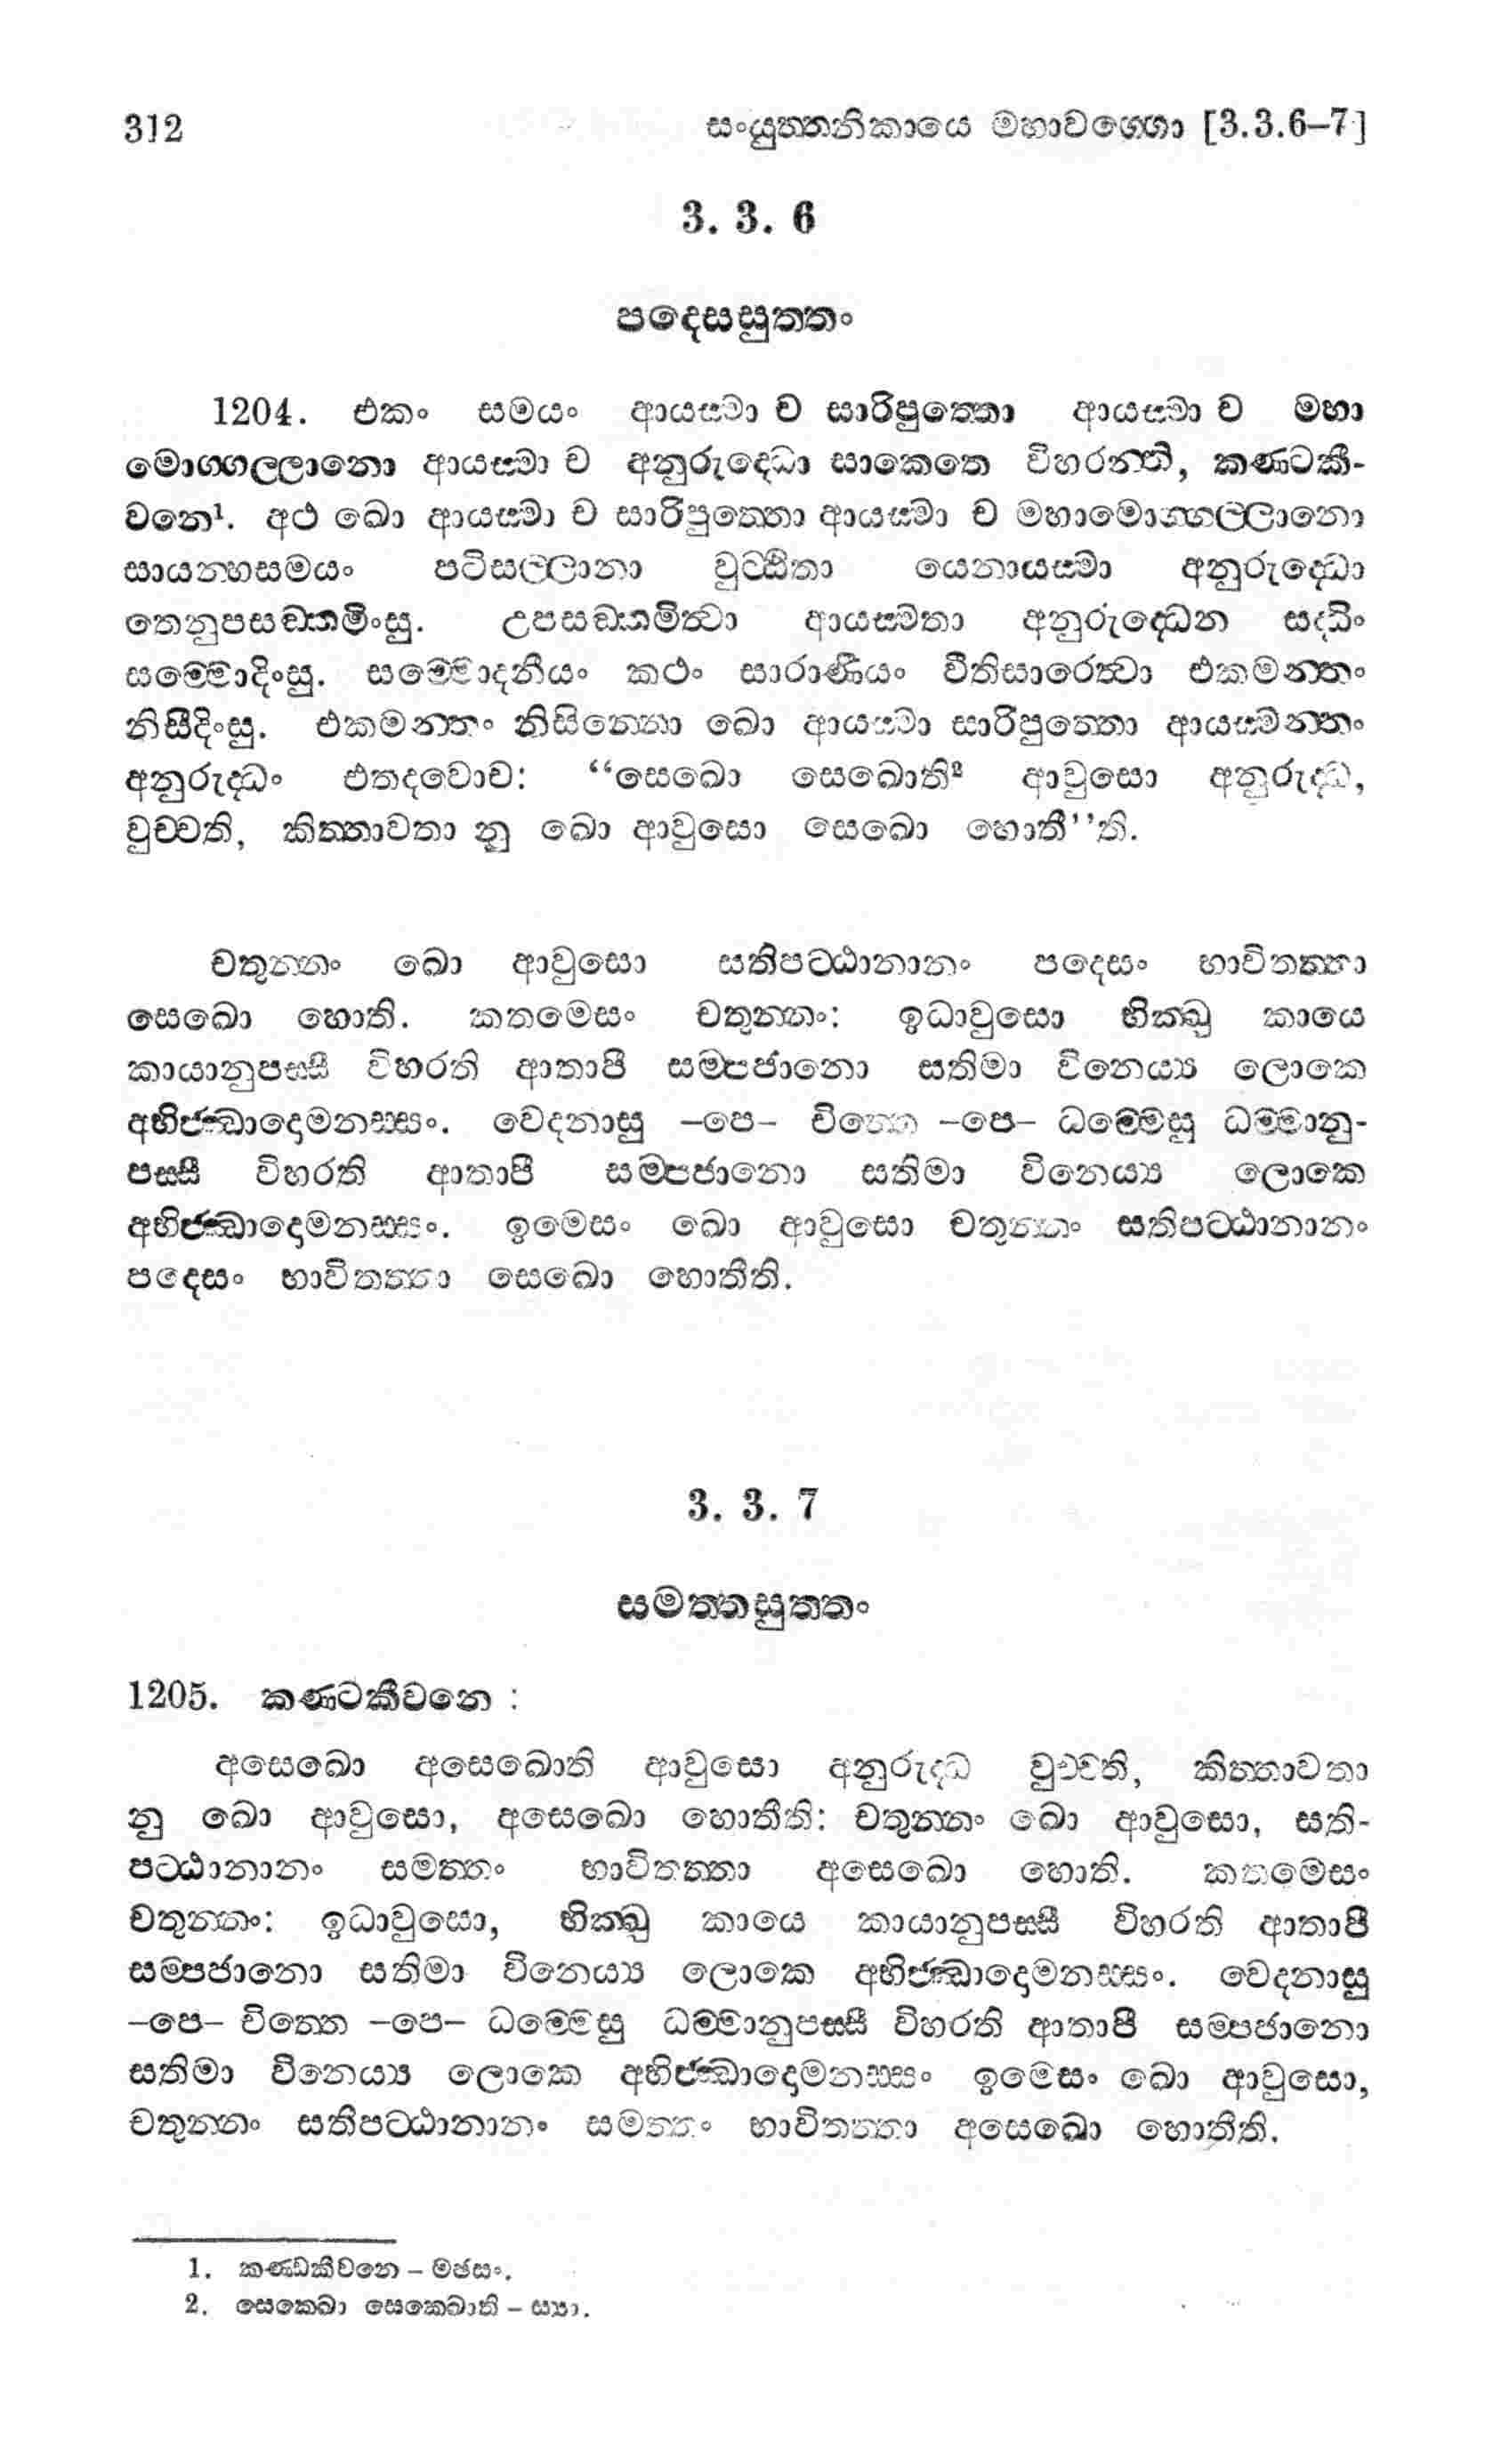 312 සංයුත්තනිකායෙ මහාවග්ගො [3.3.6–7]
3. 3. 6
පදෙසසුත්තං
1204. එකං සමයං ආයස්මා ච සාරිපුත්තො ආයස්මා ච මහා
මොග්ගල්ලානො ආයස්මා ච අනුරුද්ධො සාකෙතෙ විහරන්ති, කණ්ටකී-
වනෙ¹. අථ ඛො ආයස්මා ච සාරිපුත්තො ආයස්මා ච මහාමොග්ගල්ලානො
සායන්හසමයං පටිසල්ලානා වුට්ඨිතා යෙනායස්මා අනුරුද්ධො
තෙනුපසඞ්කමිංසු. උපසඞ්කමිත්වා ආයස්මතා අනුරුද්ධෙන සද්ධිං
සම්මොදිංසු. සම්මොදනීයං කථං සාරාණීයං වීතිසාරෙත්වා එකමන්තං
නිසීදිංසු. එකමන්තං නිසින්නො ඛො ආයස්මා සාරිපුත්තො ආයස්මන්තං
අනුරුද්ධං එතදවොච: “සෙඛො සෙඛොති² ආවුසො අනුරුද්ධ,
වුච්චති, කිත්තාවතා නු ඛො ආවුසො සෙඛො හොතී’’ති.
චතුන්නං ඛො ආවුසො සතිපට්ඨානානං පදෙසං භාවිතත්තා
සෙඛො හොති. කතමෙසං චතුන්නං: ඉධාවුසො භික්ඛු කායෙ
කායානුපස්සී විහරති ආතාපී සම්පජානො සතිමා විනෙය්‍ය ලොකෙ
අභිජ්ඣාදොමනස්සං. වෙදනාසු –පෙ– චිත්තෙ –පෙ– ධම්මෙසු ධම්මානු-
පස්සී විහරති ආතාපී සම්පජානො සතිමා විනෙය්‍ය ලොකෙ
අභිජ්ඣාදොමනස්සං. ඉමෙසං ඛො ආවුසො චතුන්නං සතිපට්ඨානානං
පදෙසං භාවිතත්තා සෙඛො හොතීති.
3. 3. 7
සමත්තසුත්තං
1205. කණ්ටකීවනෙ :
අසෙඛො අසෙඛොති ආවුසො අනුරුද්ධ වුච්චති, කිත්තාවතා
නු ඛො ආවුසො, අසෙඛො හොතීති: චතුන්නං ඛො ආවුසො, සති-
පට්ඨානානං සමත්තං භාවිතත්තා අසෙඛො හොති. කතමෙසං
චතුන්නං: ඉධාවුසො, භික්ඛු කායෙ කායානුපස්සී විහරති ආතාපී
සම්පජානො සතිමා විනෙය්‍ය ලොකෙ අභිජ්ඣාදොමනස්සං. වෙදනාසු
–පෙ– චිත්තෙ –පෙ– ධම්මෙසු ධම්මානුපස්සී විහරති ආතාපී සම්පජානො
සතිමා විනෙය්‍ය ලොකෙ අභිජ්ඣාදොමනස්සං ඉමෙසං ඛො ආවුසො,
චතුන්නං සතිපට්ඨානානං සමත්තං භාවිතත්තා අසෙඛො හොතීති.
1. කණ්ඩකීවනෙ – මජසං.
2. සෙක්ඛො සෙක්ඛොති – ස්‍යා.